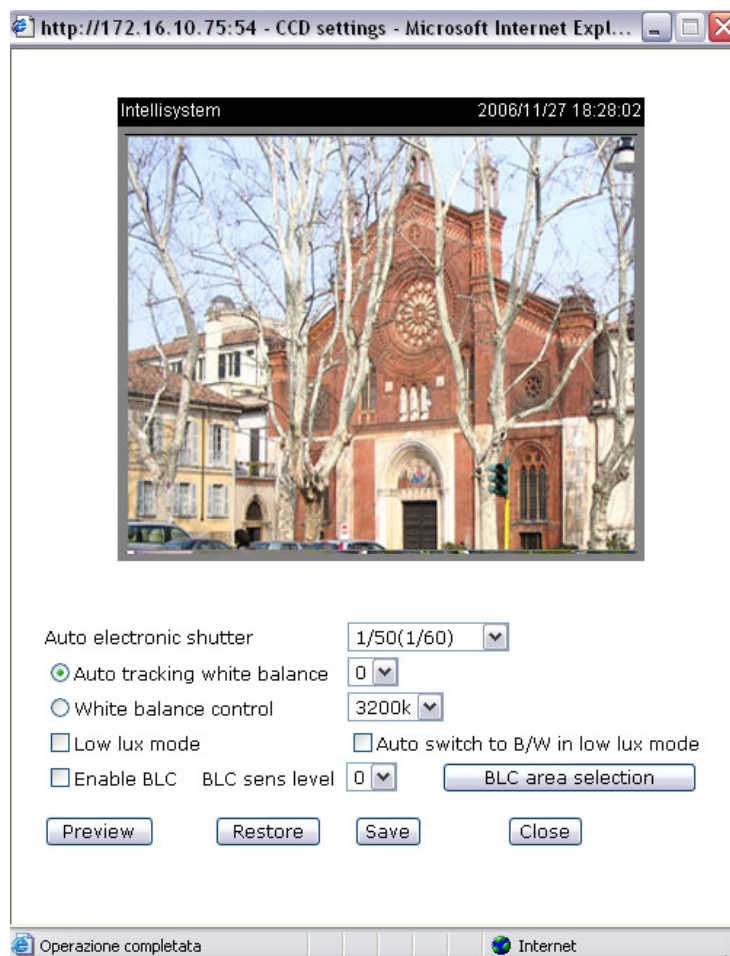 http://172.16.10.75:54 - CCD settings - Microsoft Internet Expl...
Intellisystem 2006/11/27 18:28:02
Auto electronic shutter 1/50(1/60)
Auto tracking white balance 0
White balance control 3200k
Low lux mode Auto switch to B/W in low lux mode
Enable BLC BLC sens level 0 BLC area selection
Preview Restore Save Close
Operazione completata Internet